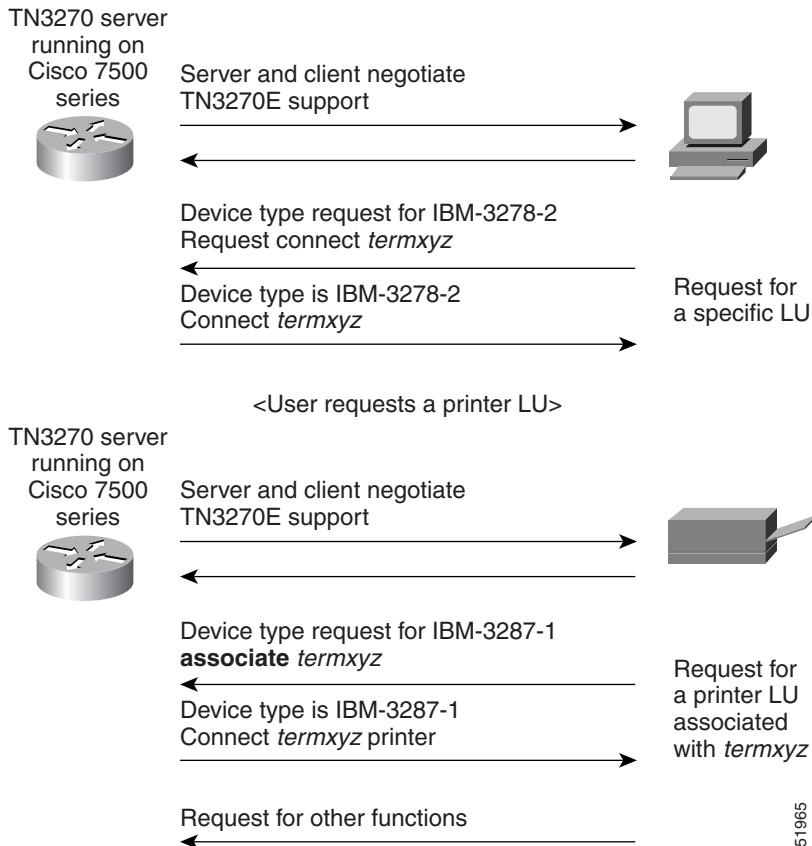 TN3270 server
running on
Cisco 7500
series
Server and client negotiate
TN3270E support
Device type request for IBM-3278-2
Request connect termxyz
Device type is IBM-3278-2
Connect termxyz
Request for
a specific LU
<User requests a printer LU>
TN3270 server
running on
Cisco 7500
series
Server and client negotiate
TN3270E support
Device type request for IBM-3287-1
associate termxyz
Device type is IBM-3287-1
Connect termxyz printer
Request for
a printer LU
associated
with termxyz
Request for other functions
51965